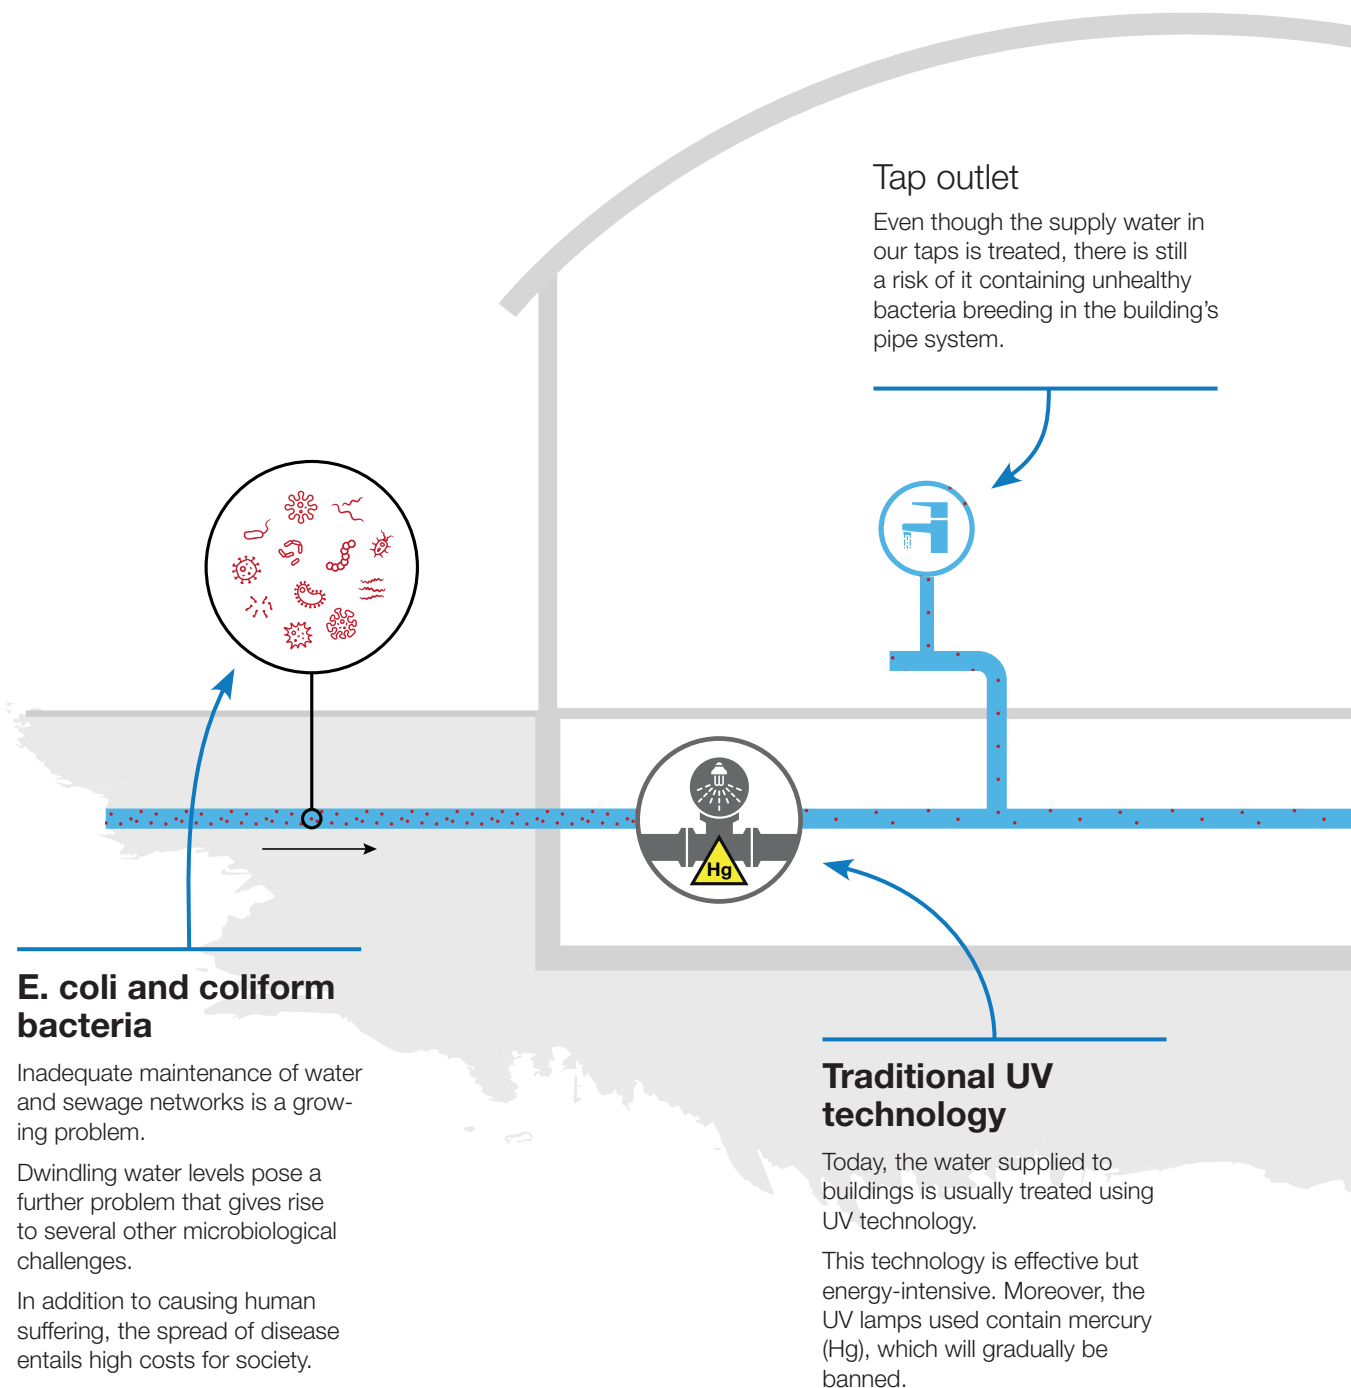 Tap outlet
Even though the supply water in
our taps is treated, there is still
a risk of it containing unhealthy
bacteria breeding in the building’s
pipe system.
Hg
E. coli and coliform
bacteria
Inadequate maintenance of water
and sewage networks is a grow-
ing problem.
Dwindling water levels pose a
further problem that gives rise
to several other microbiological
challenges.
In addition to causing human
suffering, the spread of disease
entails high costs for society.
Traditional UV
technology
Today, the water supplied to
buildings is usually treated using
UV technology.
This technology is effective but
energy-intensive. Moreover, the
UV lamps used contain mercury
(Hg), which will gradually be
banned.